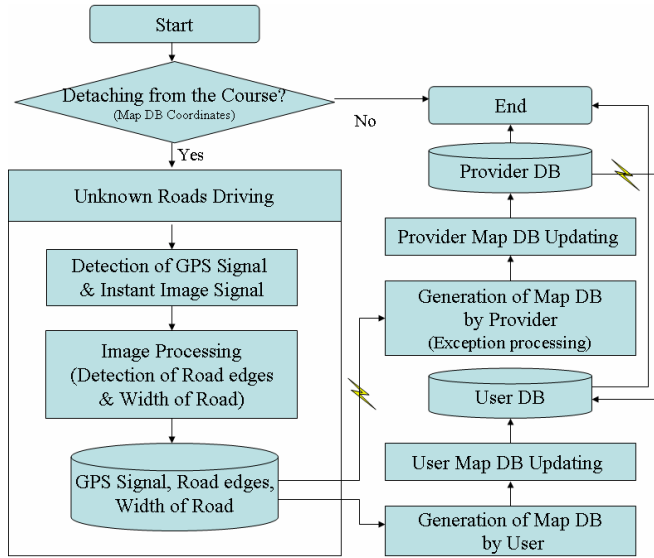 Start
Detaching from the Course?
(Map DB Coordinates)
No
Yes
Unknown Roads Driving
Detection of GPS Signal
& Instant Image Signal
Image Processing
(Detection of Road edges
& Width of Road)
GPS Signal, Road edges,
Width of Road
End
Provider DB
Provider Map DB Updating
Generation of Map DB
by Provider
(Exception processing)
User DB
User Map DB Updating
Generation of Map DB
by User